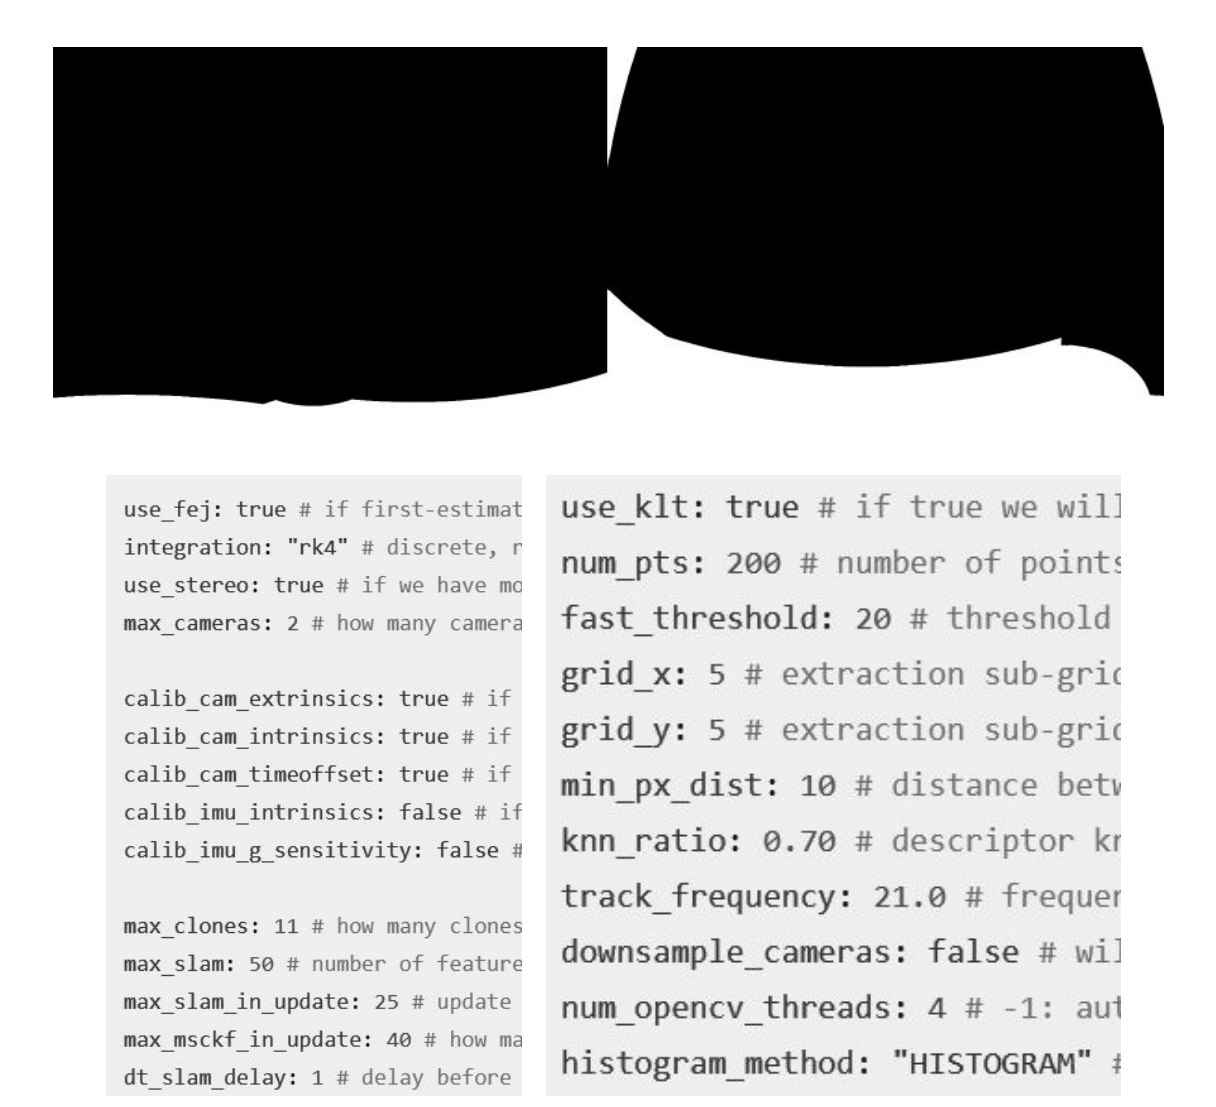 use_fej: true # if first-estimat
integration: "rk4" # discrete, r
use_stereo: true # if we have mo
max_cameras: 2 # how many camera
calib_cam_extrinsics: true # if
calib_cam_intrinsics: true # if
calib_cam_timeoffset: true # if
calib_imu_intrinsics: false # if
calib_imu_g_sensitivity: false #
max_clones: 11 # how many clones
max_slam: 50 # number of feature
max_slam_in_update: 25 # update
max_msckf_in_update: 40 # how ma
dt_slam_delay: 1 # delay before
use_klt: true # if true we will
num_pts: 200 # number of points
fast_threshold: 20 # threshold
grid_x: 5 # extraction sub-grid
grid_y: 5 # extraction sub-grid
min_px_dist: 10 # distance betw
knn_ratio: 0.70 # descriptor kn
track_frequency: 21.0 # frequen
downsample_cameras: false # wil
num_opencv_threads: 4 # -1: aut
histogram_method: "HISTOGRAM" #